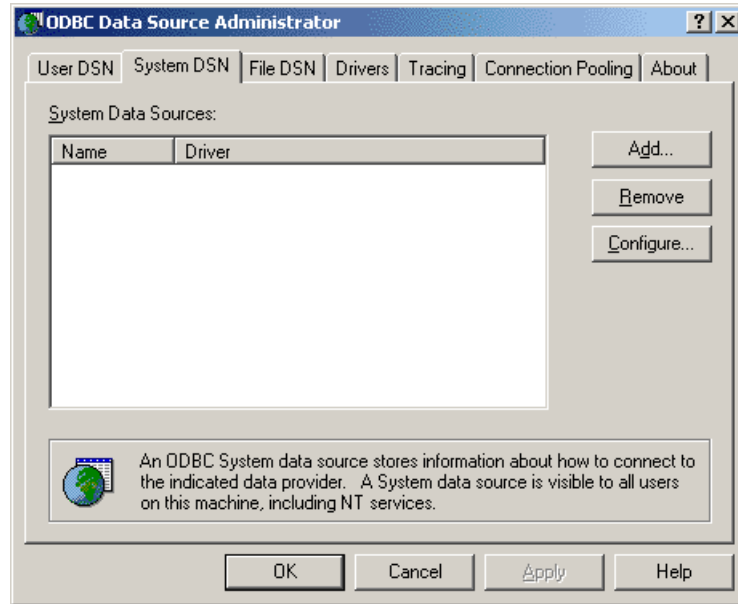 ODBC Data Source Administrator
User DSN System DSN File DSN Drivers Tracing Connection Pooling About
System Data Sources:
Name Driver
Add...
Remove
Configure...
An ODBC System data source stores information about how to connect to
the indicated data provider. A System data source is visible to all users
on this machine, including NT services.
OK Cancel Apply Help